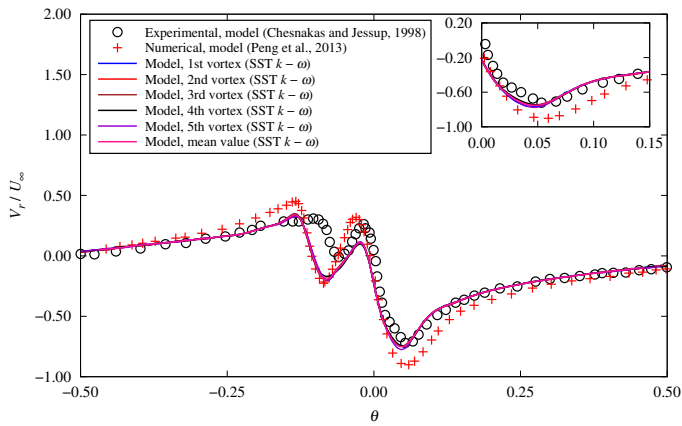 2.00
1.50
1.00
0.50
0.00
−0.50
−1.00
V_r / U_∞
Experimental, model (Chesnakas and Jessup, 1998)
Numerical, model (Peng et al., 2013)
Model, 1st vortex (SST k − ω)
Model, 2nd vortex (SST k − ω)
Model, 3rd vortex (SST k − ω)
Model, 4th vortex (SST k − ω)
Model, 5th vortex (SST k − ω)
Model, mean value (SST k − ω)
−0.20
−0.60
−1.00
0.00 0.05 0.10 0.15
−0.50 −0.25 0.00 0.25 0.50
θ